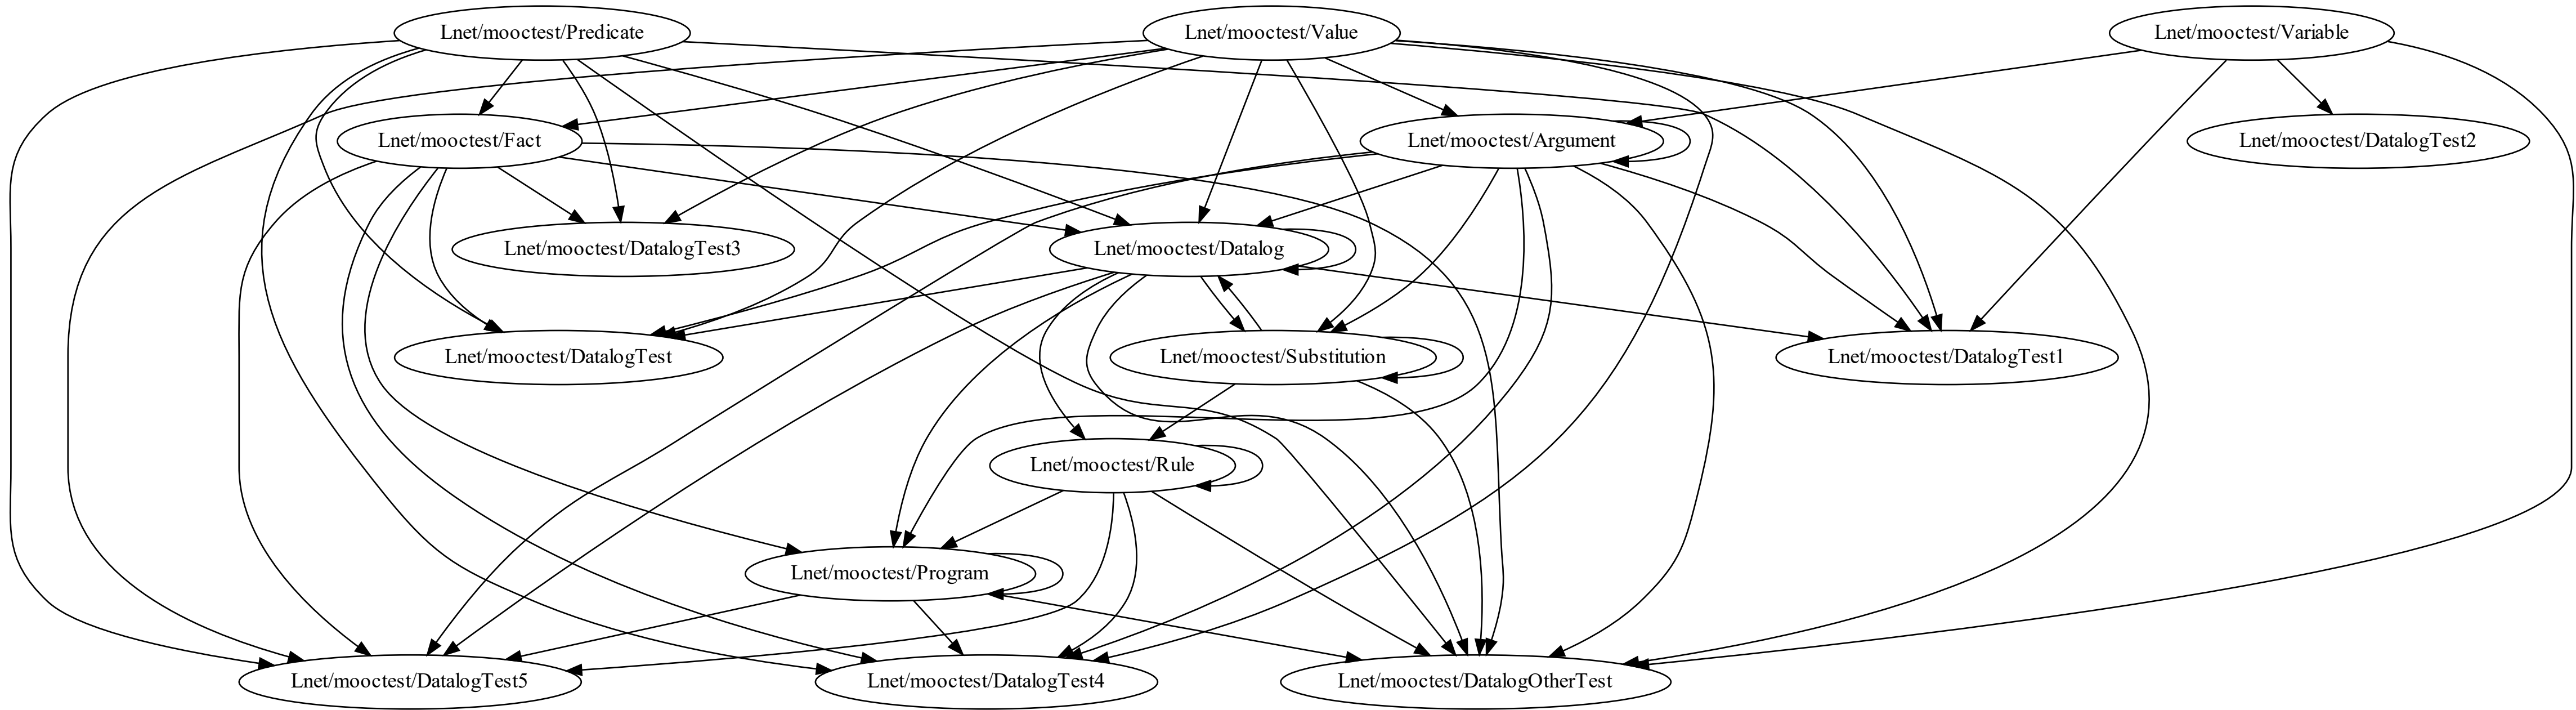 Lnet/mooctest/Predicate
Lnet/mooctest/Value
Lnet/mooctest/Variable
Lnet/mooctest/Fact
Lnet/mooctest/Argument
Lnet/mooctest/DatalogTest2
Lnet/mooctest/DatalogTest3
Lnet/mooctest/Datalog
Lnet/mooctest/DatalogTest
Lnet/mooctest/Substitution
Lnet/mooctest/DatalogTest1
Lnet/mooctest/Rule
Lnet/mooctest/Program
Lnet/mooctest/DatalogTest5
Lnet/mooctest/DatalogTest4
Lnet/mooctest/DatalogOtherTest